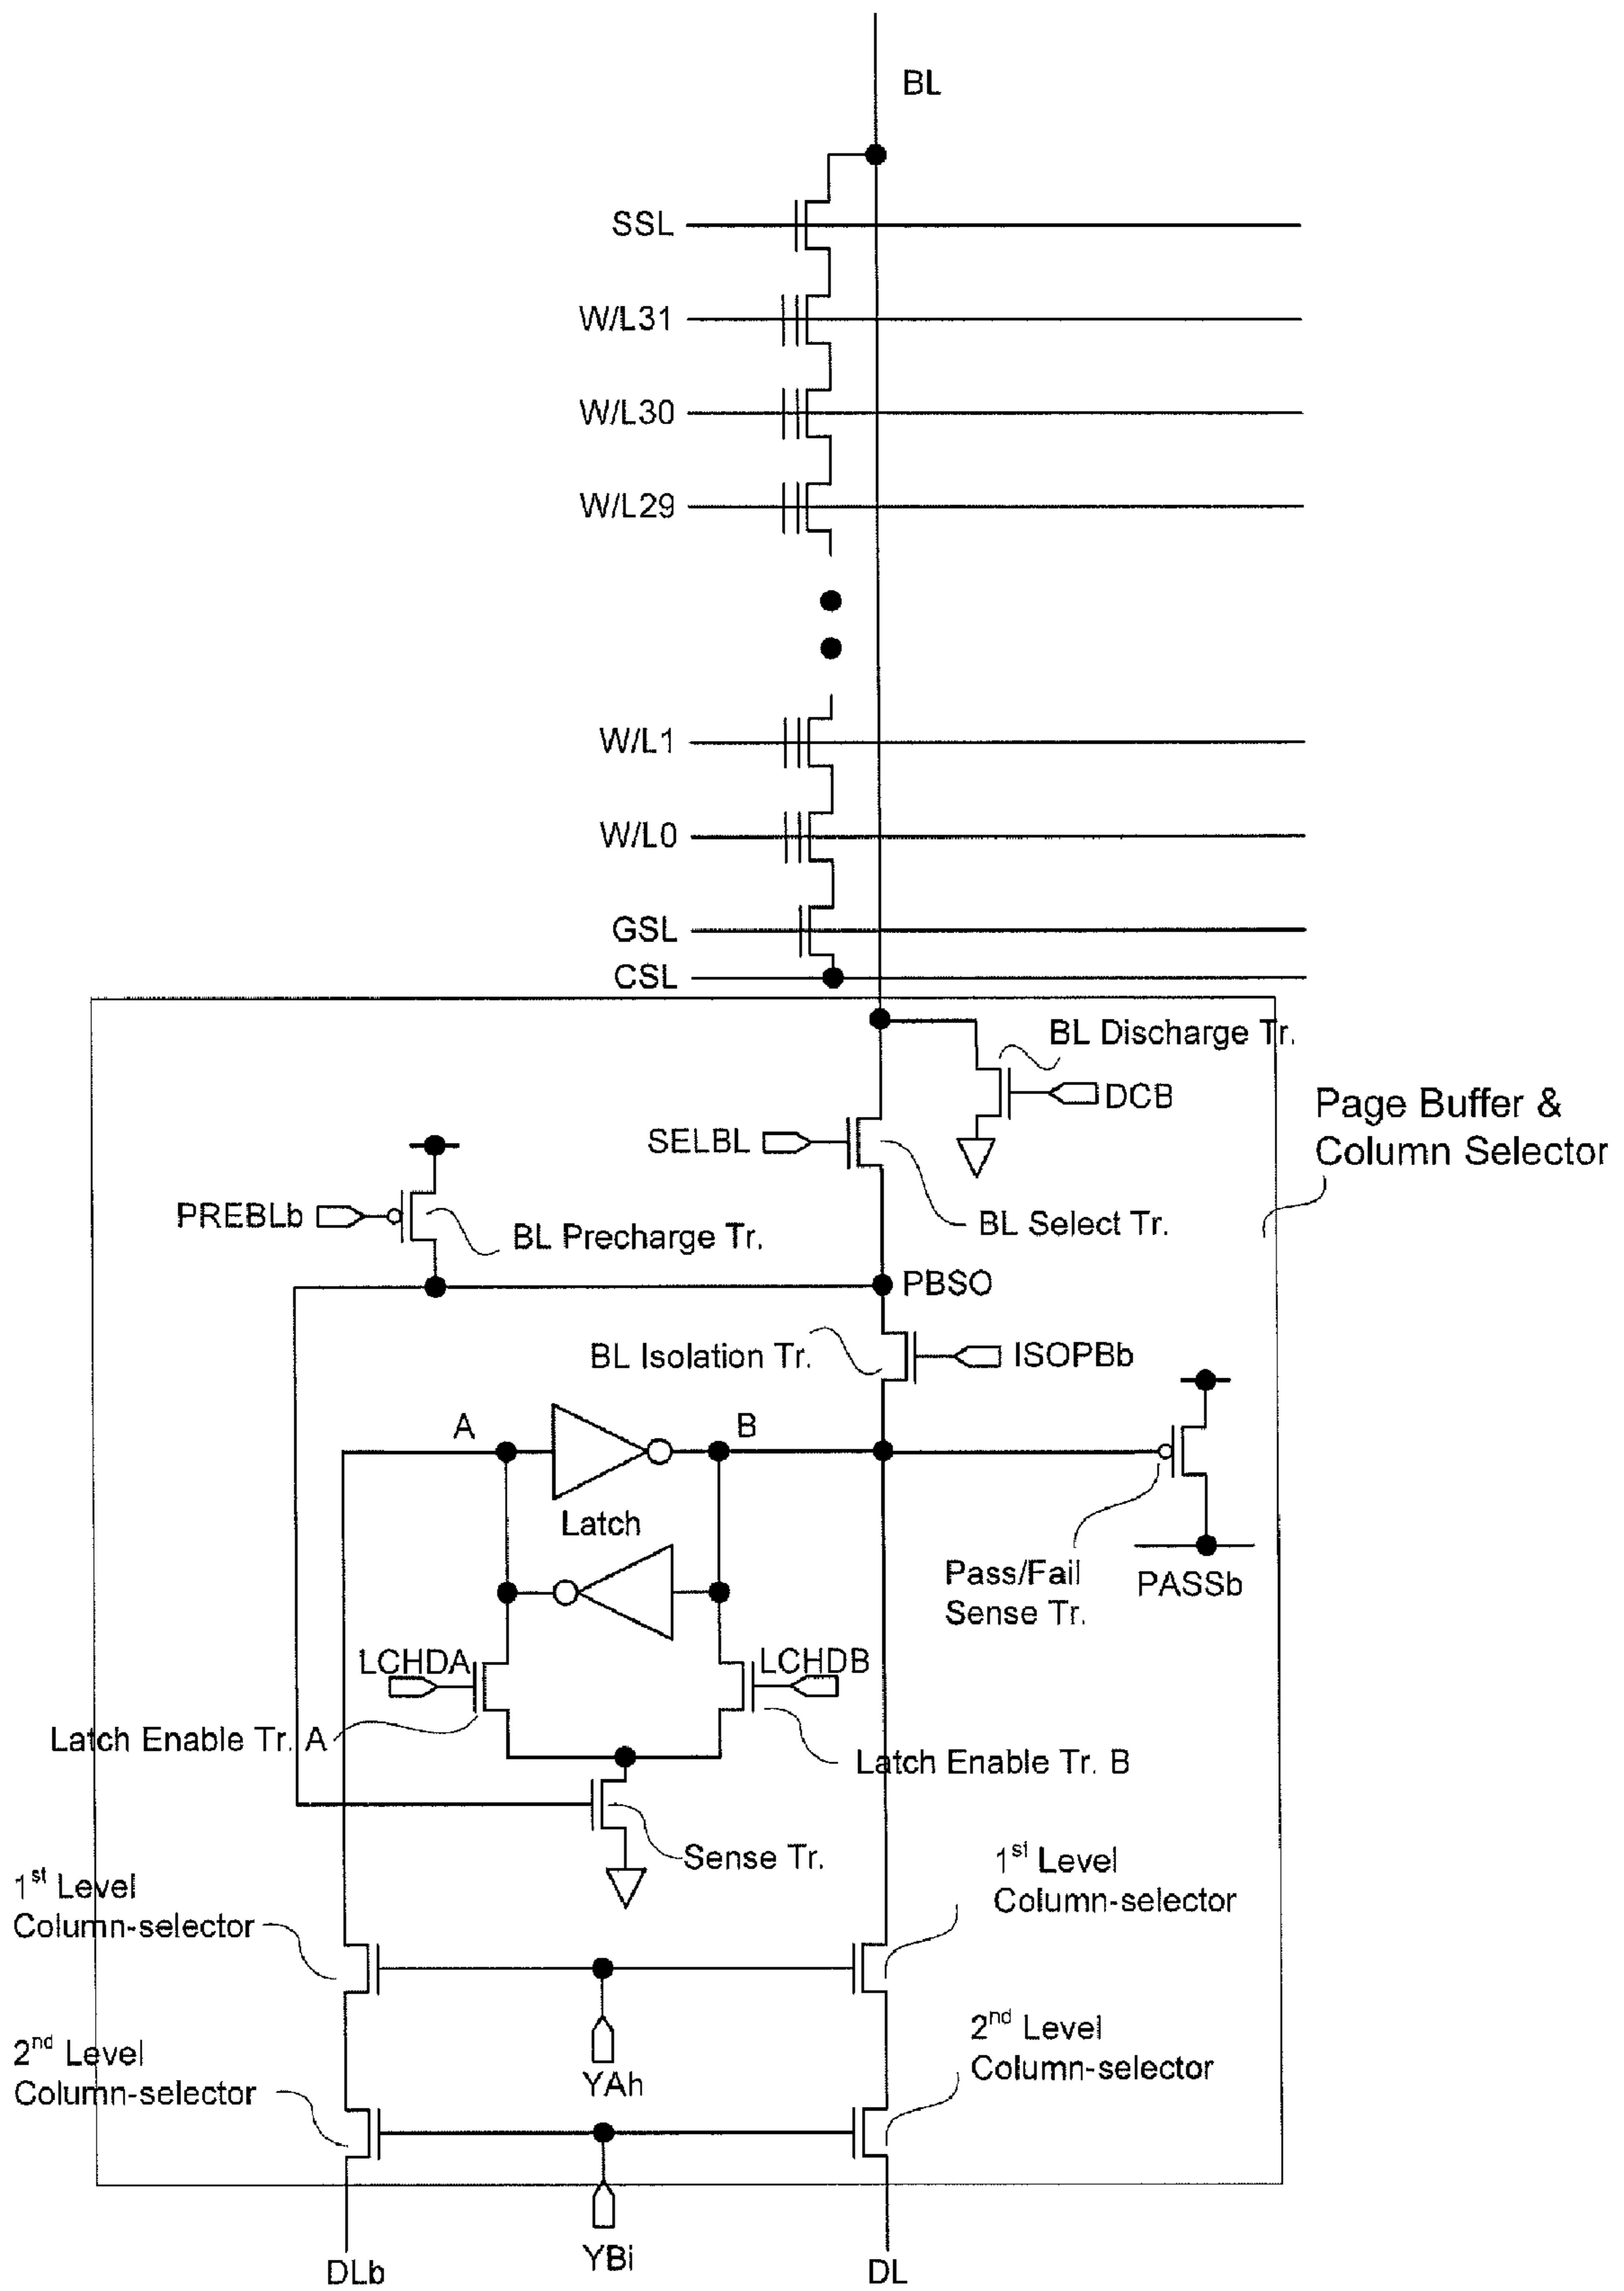 BL
SSL
W/L31
W/L30
W/L29
W/L1
W/L0
GSL
CSL
BL Discharge Tr.
DCB
Page Buffer &
Column Selector
SELBL
PREBLb
BL Select Tr.
BL Precharge Tr.
PBSO
BL Isolation Tr.
ISOPBb
A
B
Latch
Pass/Fail
Sense Tr.
PASSb
LCHDA
LCHDB
Latch Enable Tr. A
Latch Enable Tr. B
Sense Tr.
1st Level
Column-selector
1st Level
Column-selector
2nd Level
Column-selector
2nd Level
Column-selector
YAh
YBi
DLb
DL